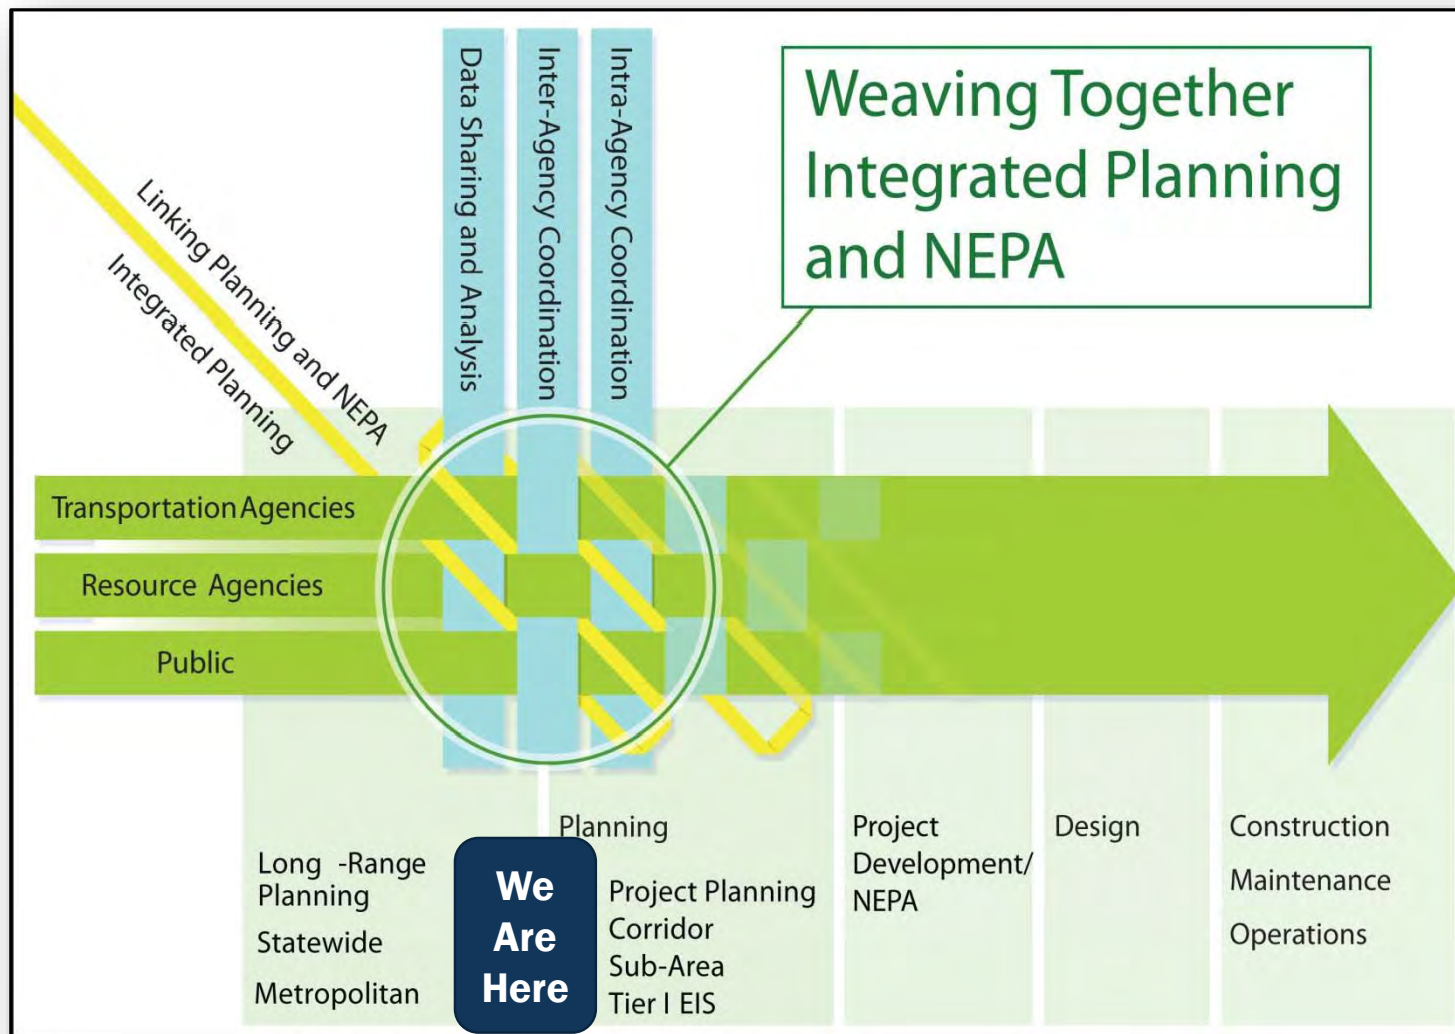 Weaving Together
Integrated Planning
and NEPA
Data Sharing and Analysis
Inter-Agency Coordination
Intra-Agency Coordination
Linking Planning and NEPA
Integrated Planning
Transportation Agencies
Resource Agencies
Public
Long -Range
Planning
Statewide
Metropolitan
We
Are
Here
Planning
Project Planning
Corridor
Sub-Area
Tier I EIS
Project
Development/
NEPA
Design
Construction
Maintenance
Operations